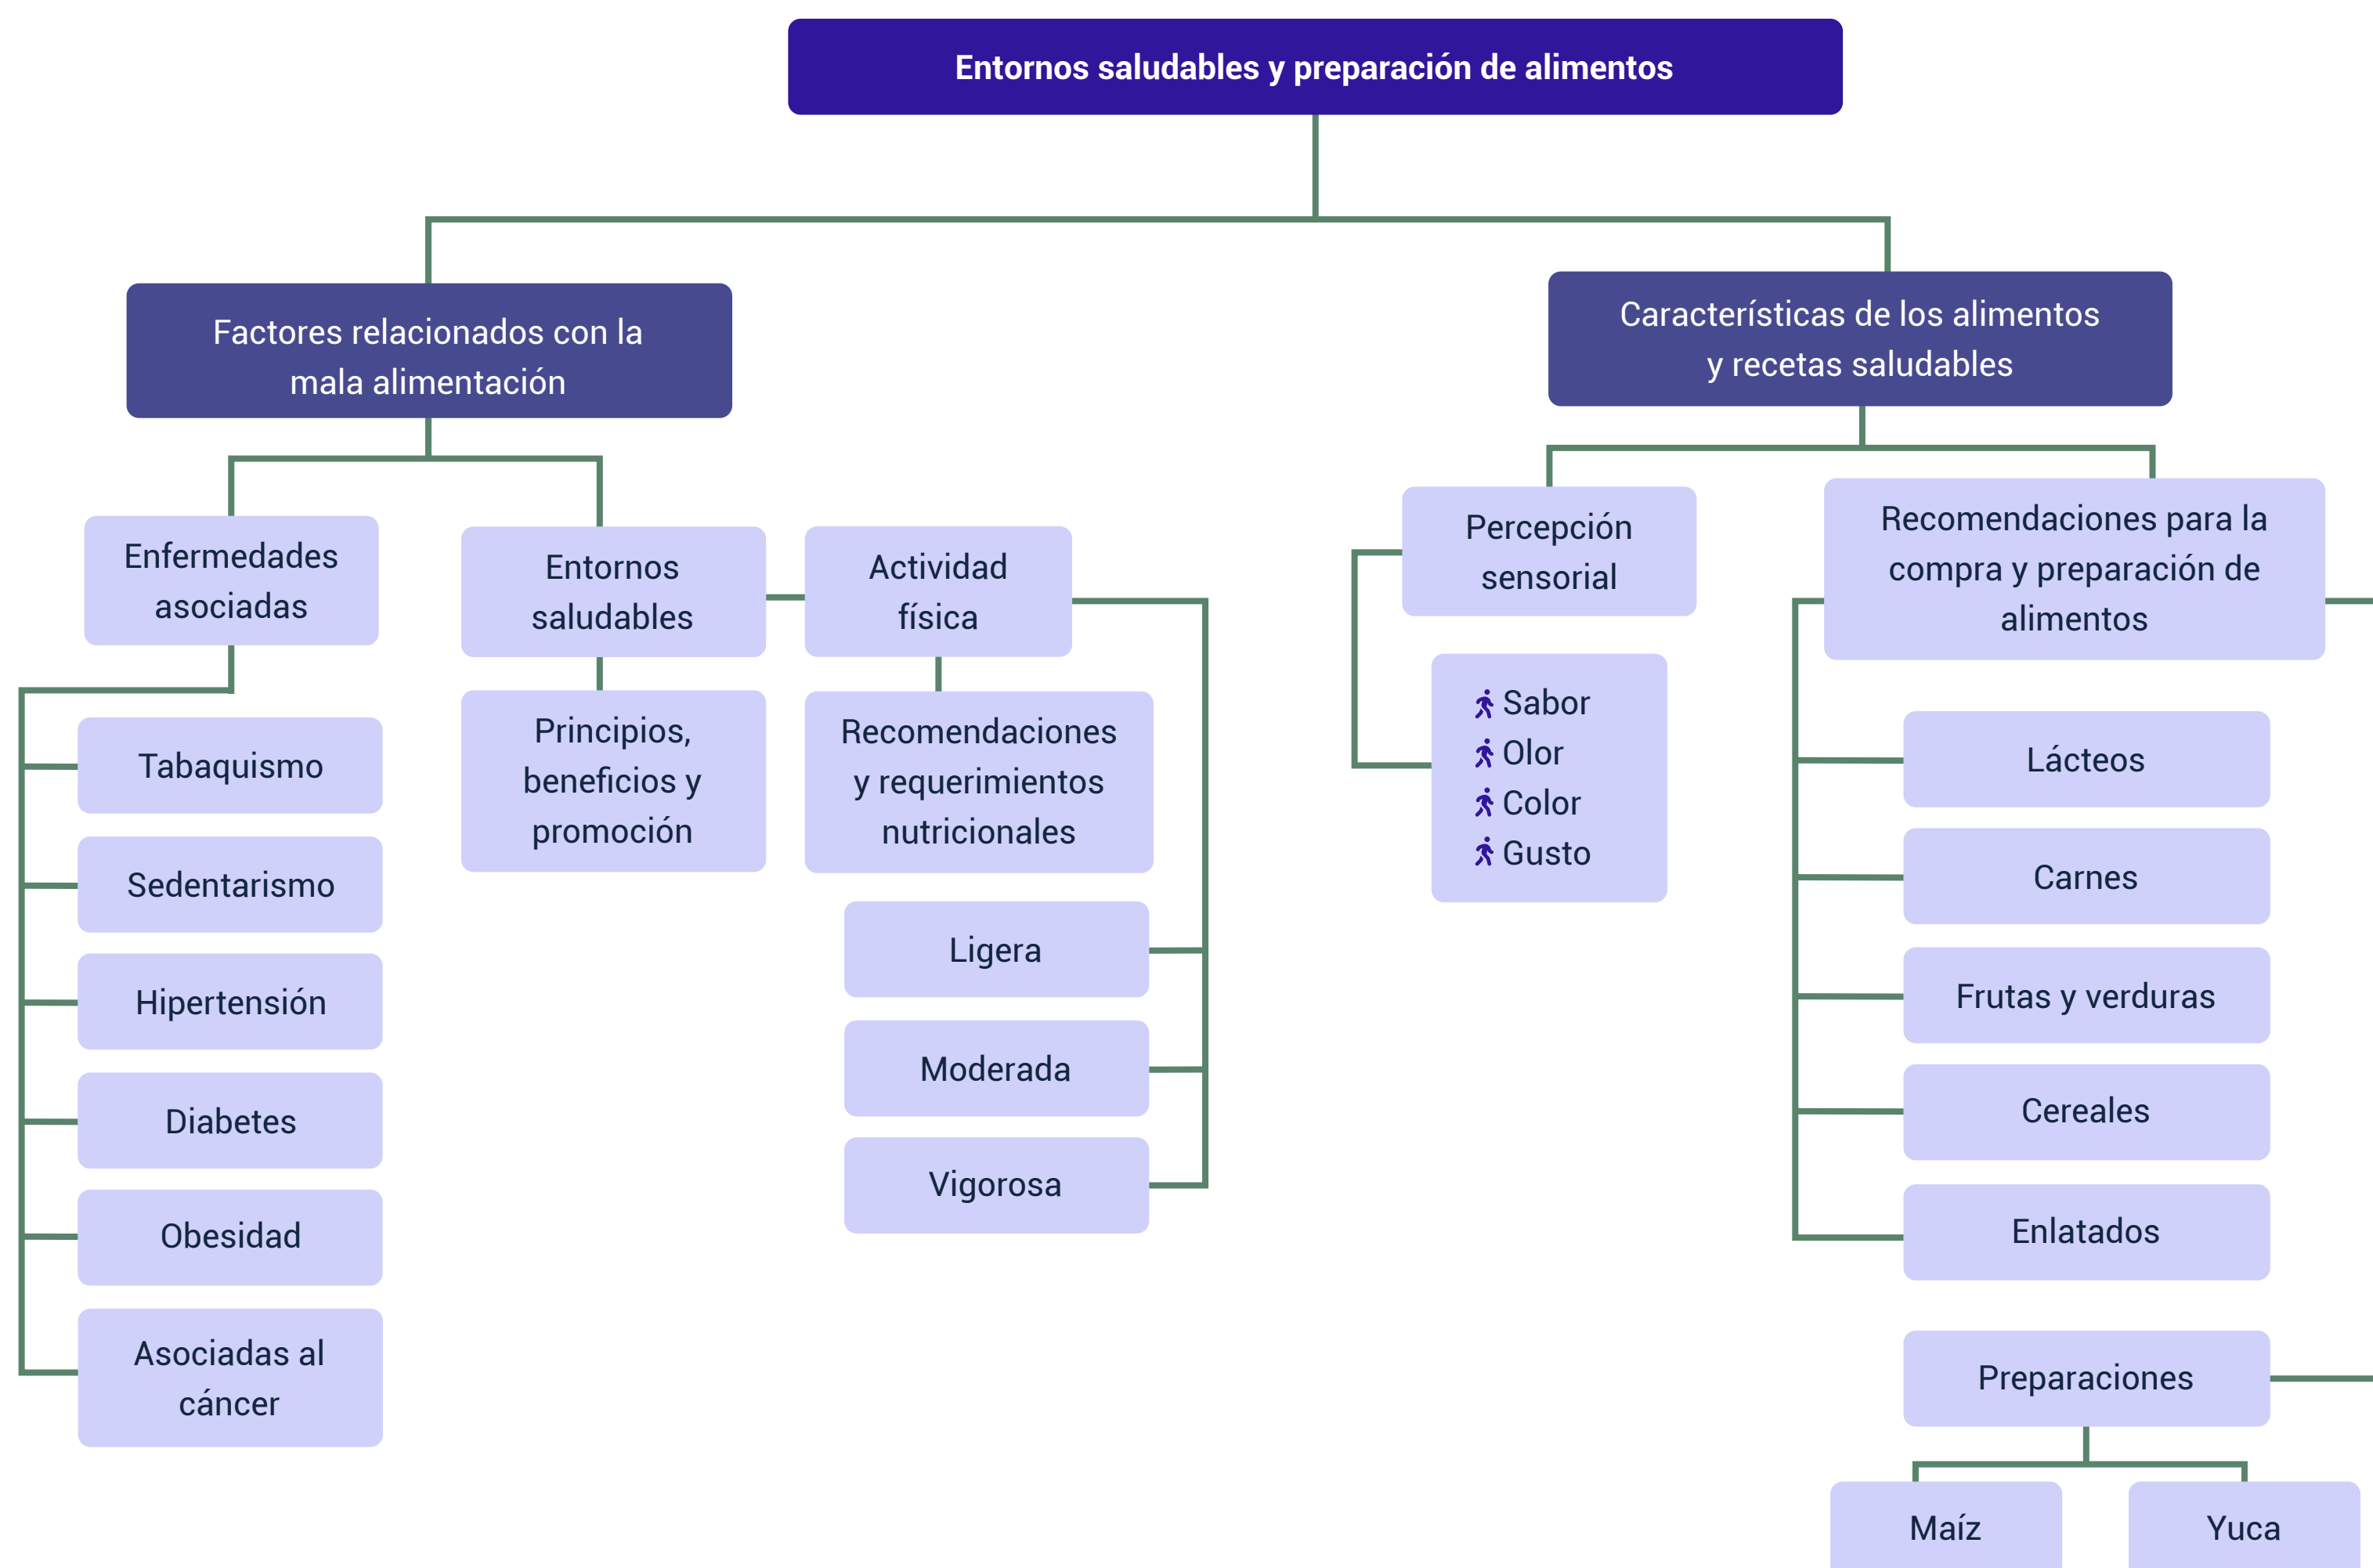 Entornos saludables y preparación de alimentos
Factores relacionados con la
mala alimentación
Características de los alimentos
y recetas saludables
Enfermedades
asociadas
Tabaquismo
Sedentarismo
Hipertensión
Diabetes
Obesidad
Asociadas al
cáncer
Entornos
saludables
Principios,
beneficios y
promoción
Actividad
física
Recomendaciones
y requerimientos
nutricionales
Ligera
Moderada
Vigorosa
Percepción
sensorial
Sabor
Olor
Color
Gusto
Recomendaciones para la
compra y preparación de
alimentos
Lácteos
Carnes
Frutas y verduras
Cereales
Enlatados
Preparaciones
Maíz
Yuca